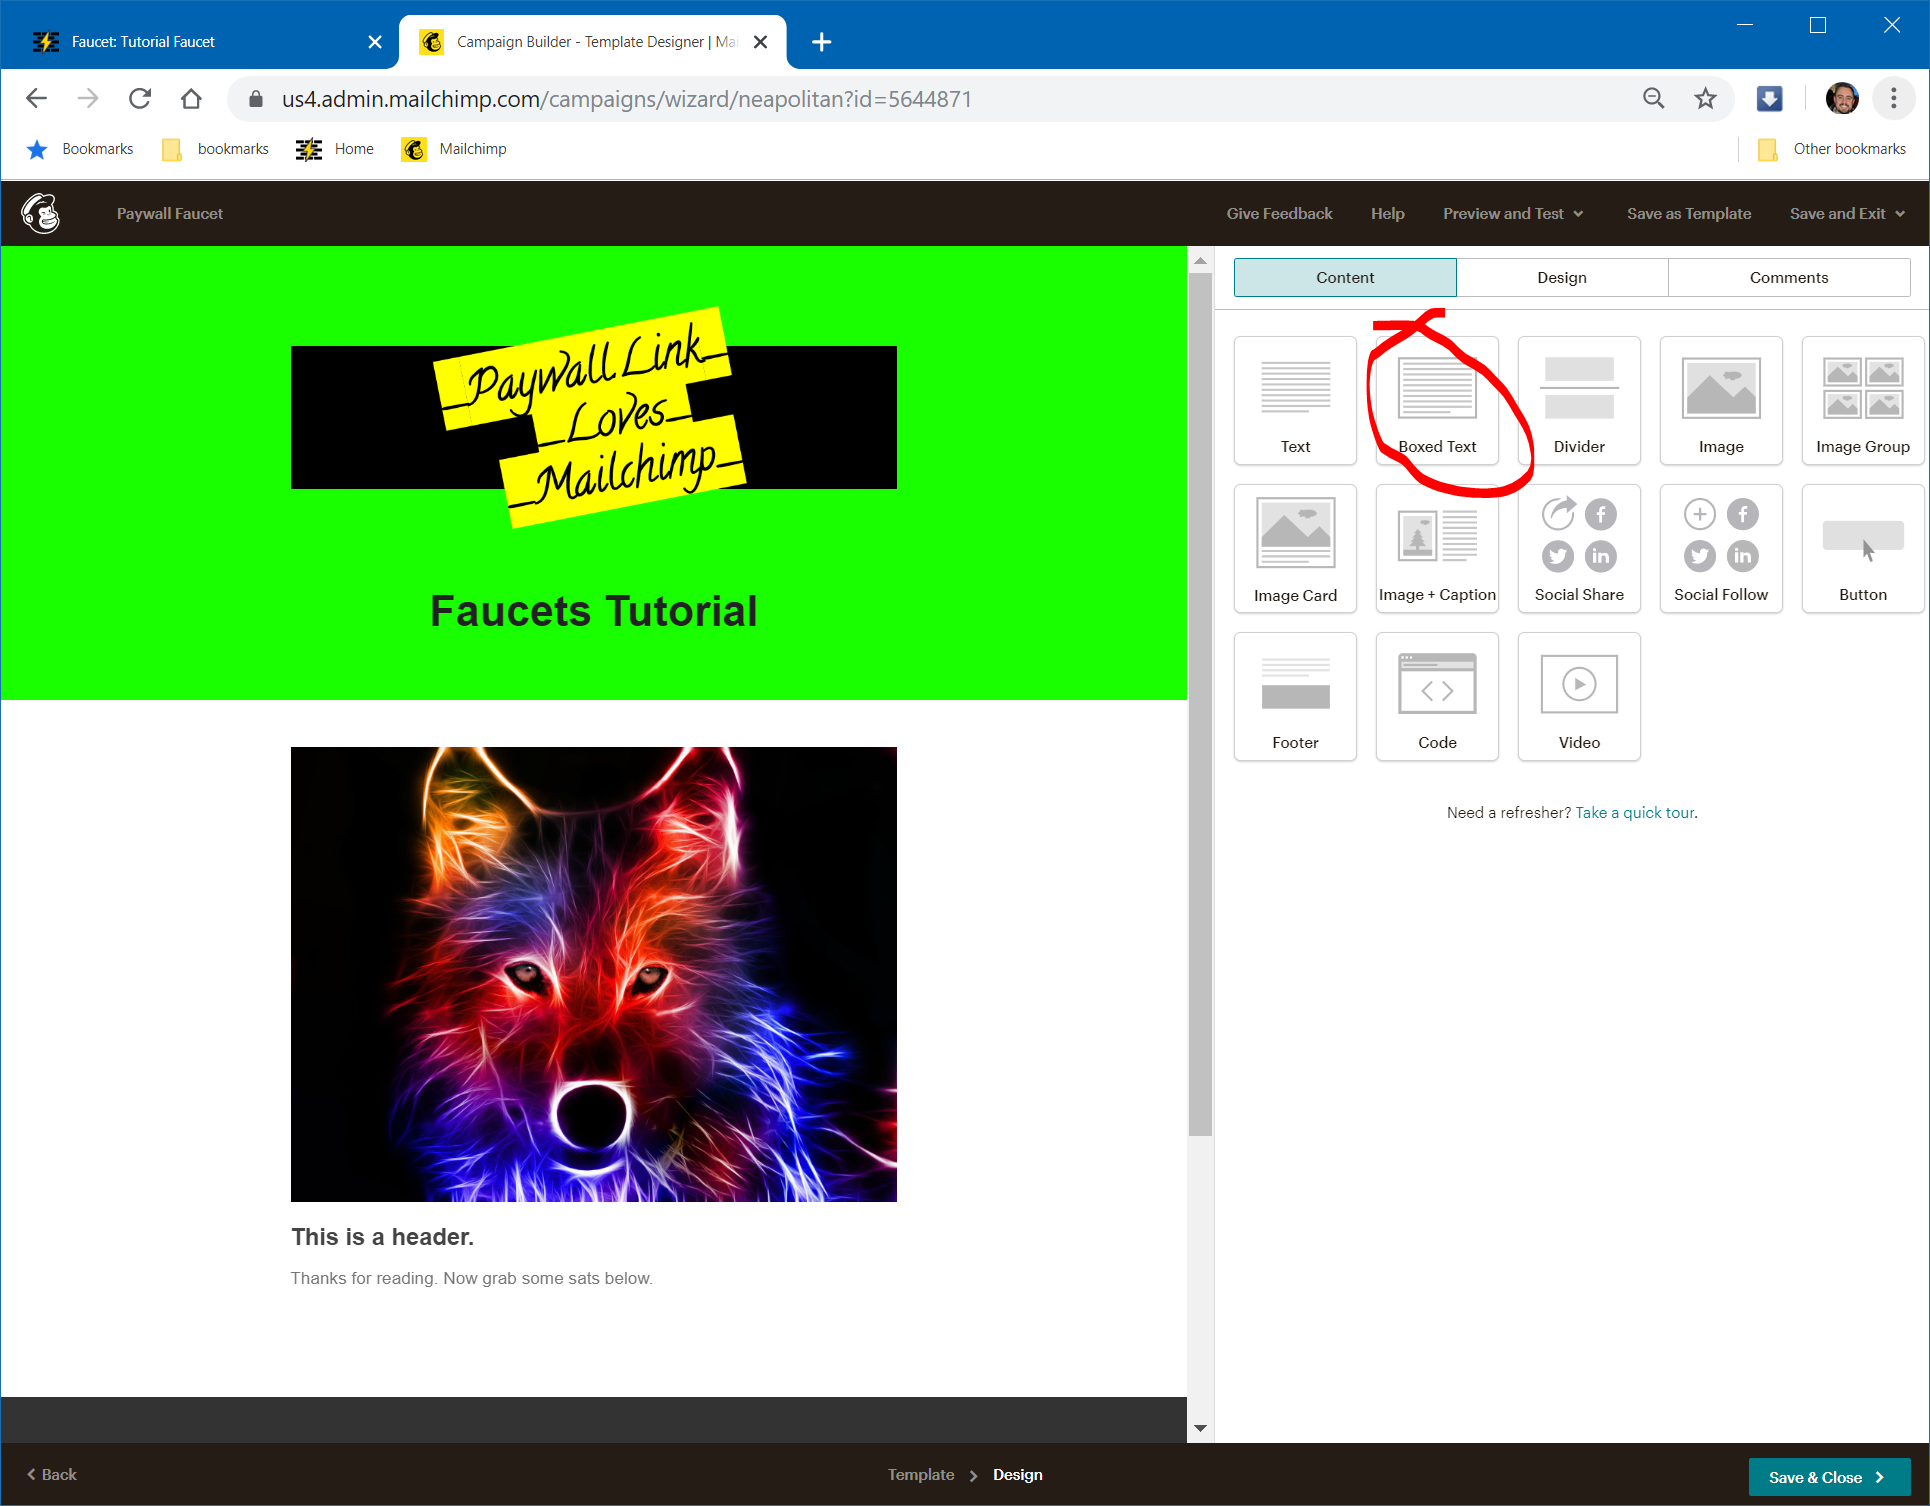 Faucet: Tutorial Faucet
Campaign Builder - Template Designer | Mai
us4.admin.mailchimp.com/campaigns/wizard/neapolitan?id=5644871
Bookmarks bookmarks Home Mailchimp Other bookmarks
Paywall Faucet Give Feedback Help Preview and Test Save as Template Save and Exit
Content Design Comments
Paywall Link
Loves
Mailchimp
Faucets Tutorial
Text Boxed Text Divider Image Image Group
Image Card Image + Caption Social Share Social Follow Button
Footer Code Video
Need a refresher? Take a quick tour.
This is a header.
Thanks for reading. Now grab some sats below.
Back Template Design Save & Close